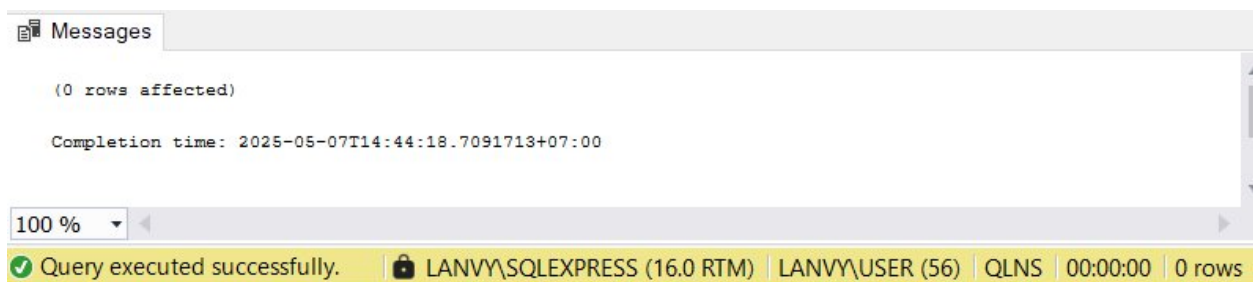 Messages
(0 rows affected)
Completion time: 2025-05-07T14:44:18.7091713+07:00
100 %
Query executed successfully. LANVY\SQLEXPRESS (16.0 RTM) LANVY\USER (56) QLNS 00:00:00 0 rows